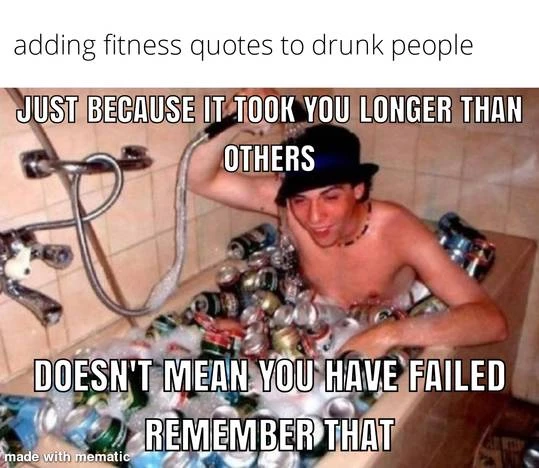 adding fitness quotes to drunk people
JUST BECAUSE IT TOOK YOU LONGER THAN
OTHERS
DOESN'T MEAN YOU HAVE FAILED
REMEMBER THAT
made with mematic